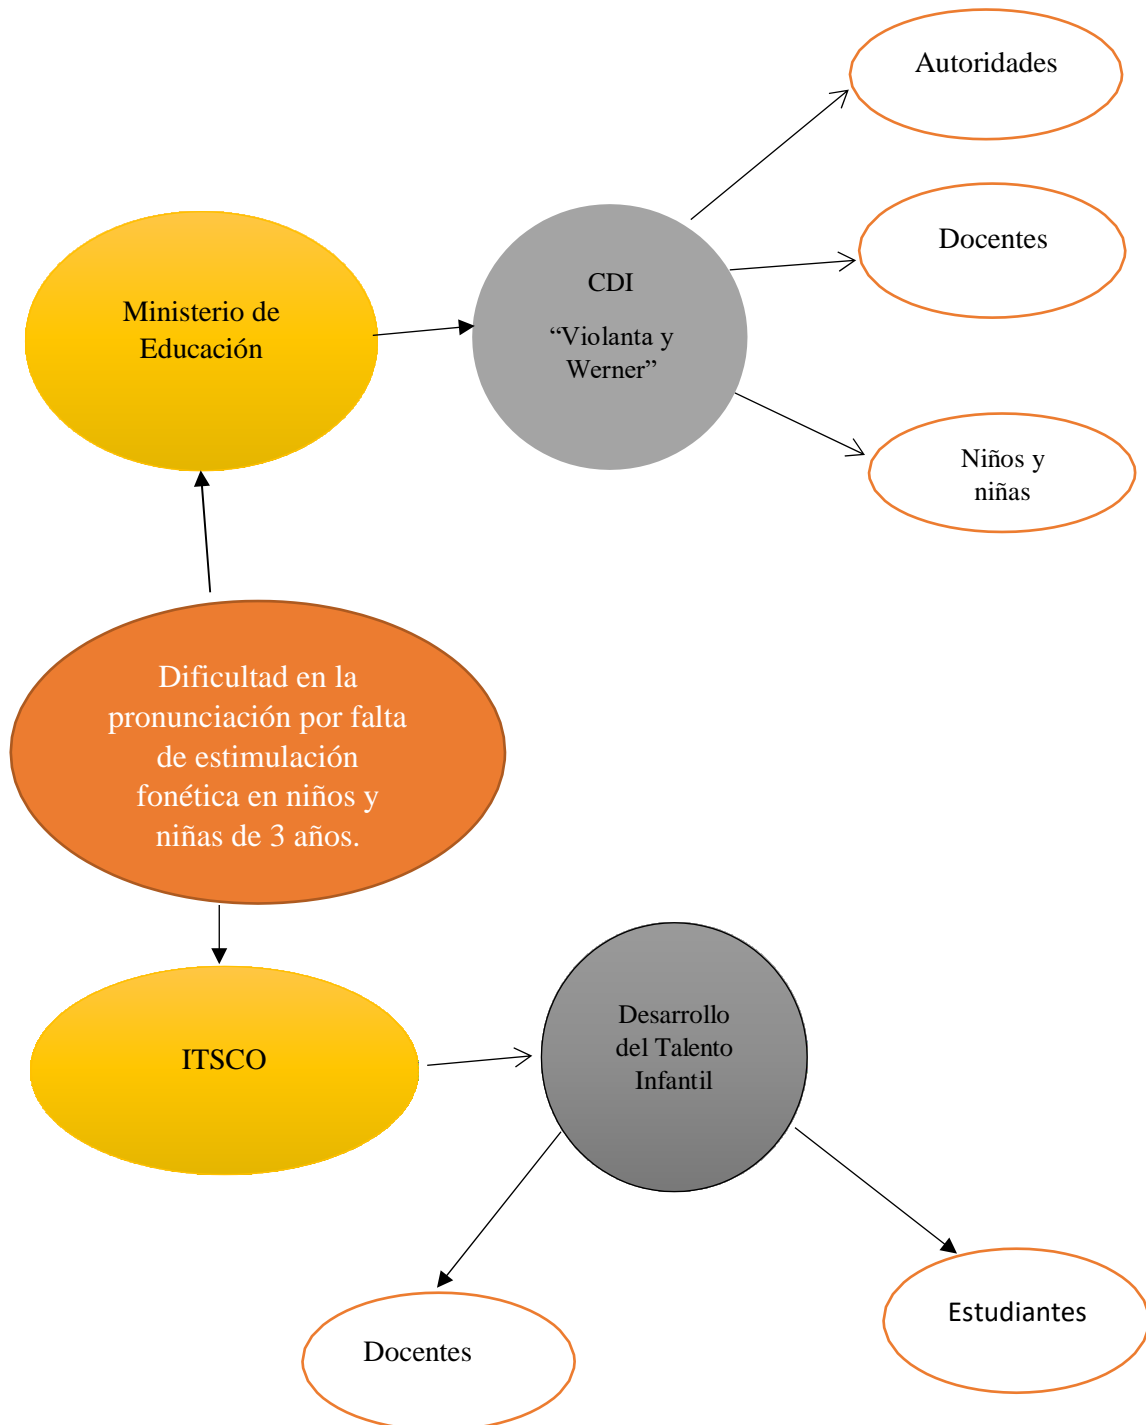 Autoridades
Docentes
Ministerio de
Educación
CDI
“Violanta y
Werner”
Niños y
niñas
Dificultad en la
pronunciación por falta
de estimulación
fonética en niños y
niñas de 3 años.
ITSCO
Desarrollo
del Talento
Infantil
Docentes
Estudiantes